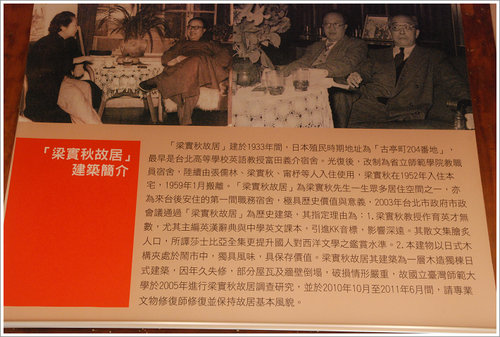 「梁實秋故居」
建築簡介
「梁實秋故居」建於1933年間，日本殖民時期地址為「古亭町204番地」，
最早是台北高等學校英語教授富田義介宿舍。光復後，改制為省立師範學院教職
員宿舍，陸續由張儒林、梁實秋、甯杼等人入住使用，梁實秋在1952年入住本
宅，1959年1月搬離。「梁實秋故居」為梁實秋先生一生眾多居住空間之一，亦
為來台後安住的第一間職務宿舍，極具歷史價值與意義，2003年台北市政府市政
會議通過「梁實秋故居」為歷史建築，其指定理由為：1.梁實秋教授作育英才無
數，尤其主編英漢辭典與中學英文課本，引進KK音標，影響深遠。其散文集膾炙
人口，所譯莎士比亞全集更提升國人對西洋文學之鑑賞水準。2.本建物以日式木
構夾處於鬧市中，獨具風味，具保存價值。梁實秋故居其建築為一層木造獨棟日
式建築，因年久失修，部分屋瓦及牆壁倒塌，破損情形嚴重，故國立臺灣師範大
學於2005年進行梁實秋故居調查研究，並於2010年10月至2011年6月間，請專業
文物修復師修復並保持故居基本風貌。